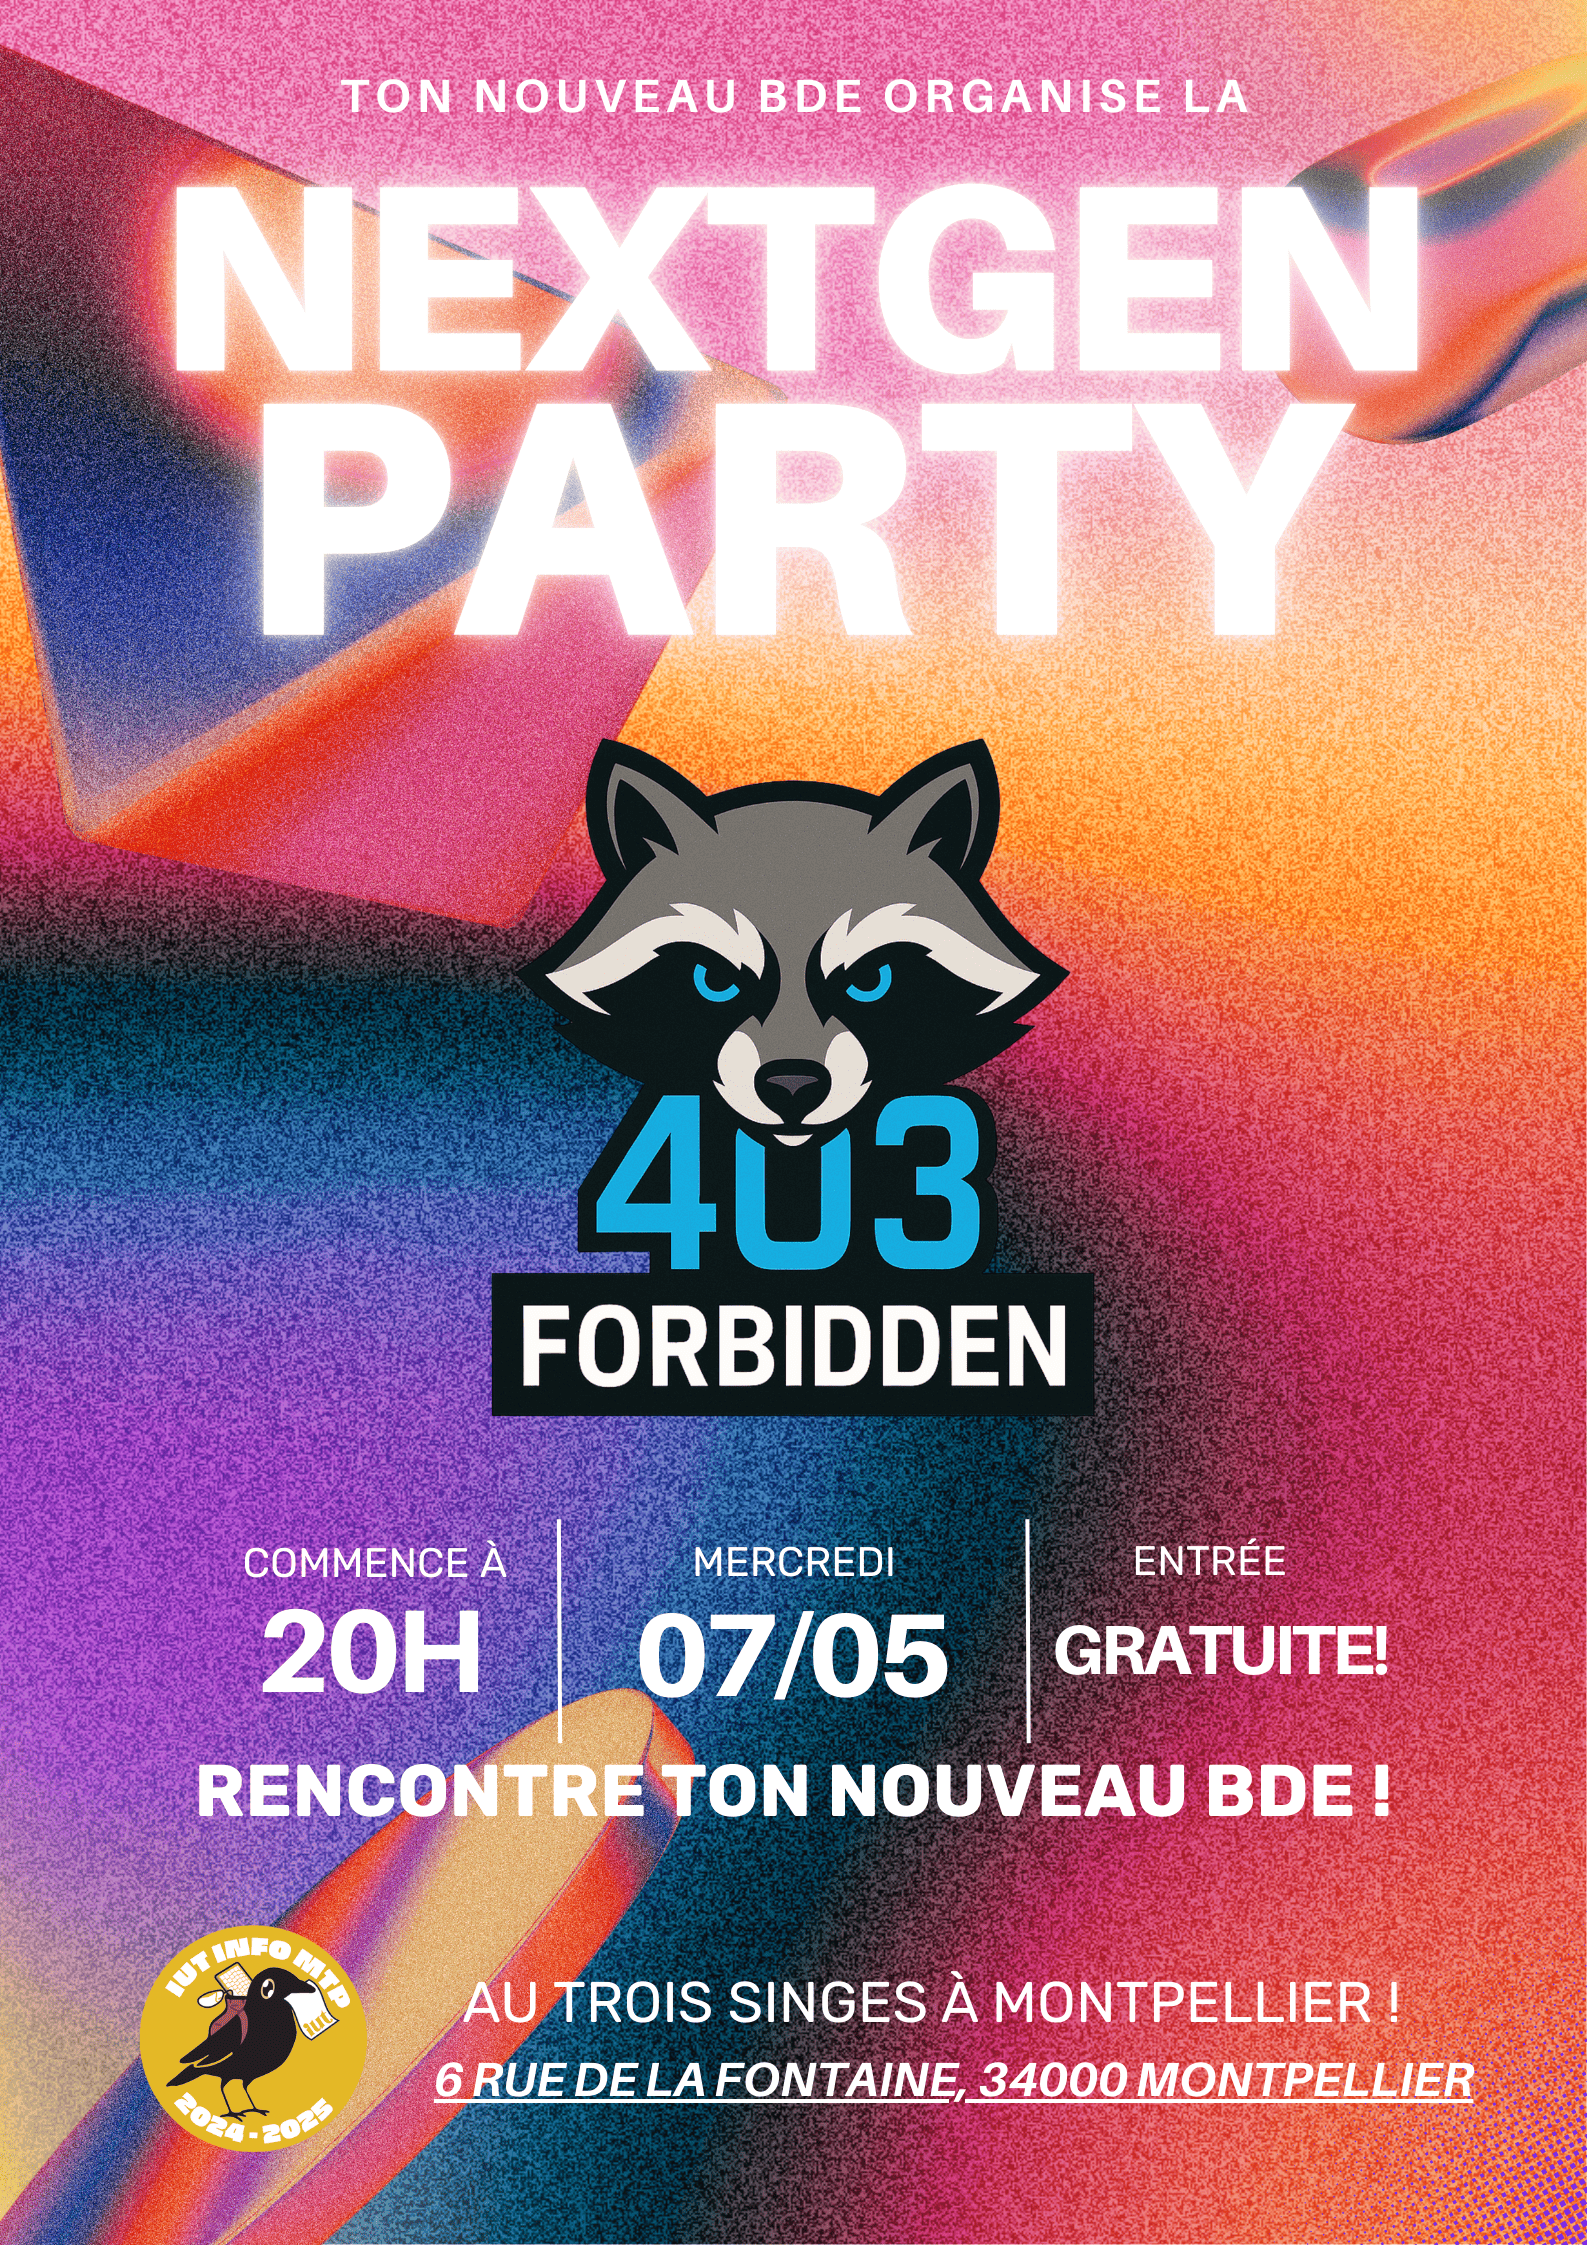 TON NOUVEAU BDE ORGANISE LA
NEXTGEN
PARTY
403
FORBIDDEN
COMMENCE À
20H
MERCREDI
07/05
ENTRÉE
GRATUITE!
RENCONTRE TON NOUVEAU BDE !
IUT INFO MTP
IUT
2024 - 2025
AU TROIS SINGES À MONTPELLIER !
6 RUE DE LA FONTAINE, 34000 MONTPELLIER